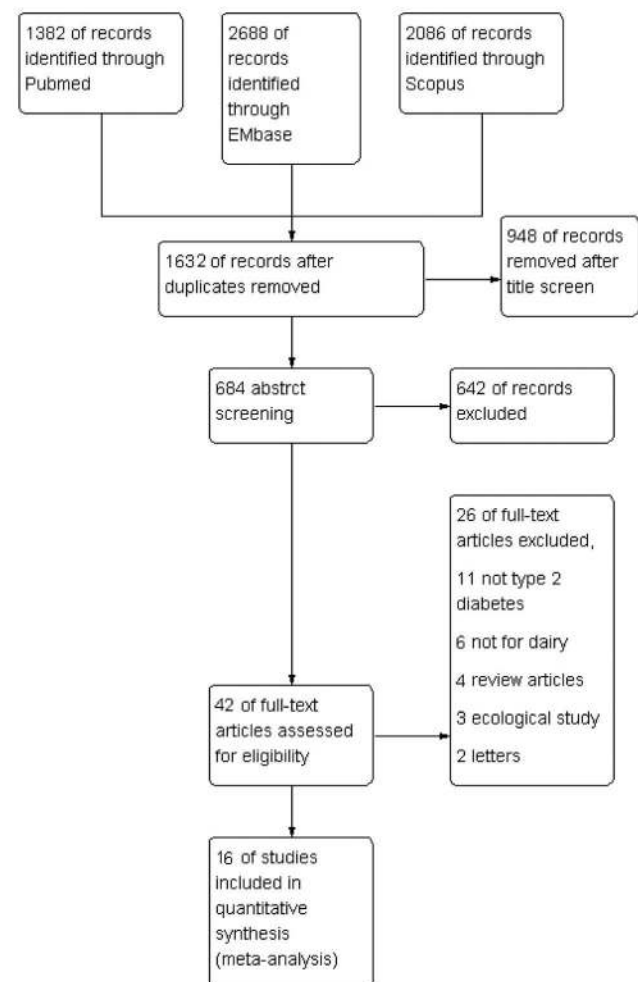 1382 of records
identified through
Pubmed
2688 of
records
identified
through
EMbase
2086 of records
identified through
Scopus
1632 of records after
duplicates removed
948 of records
removed after
title screen
684 abstrct
screening
642 of records
excluded
26 of full-text
articles excluded,
11 not type 2
diabetes
6 not for dairy
4 review articles
3 ecological study
2 letters
42 of full-text
articles assessed
for eligibility
16 of studies
included in
quantitative
synthesis
(meta-analysis)